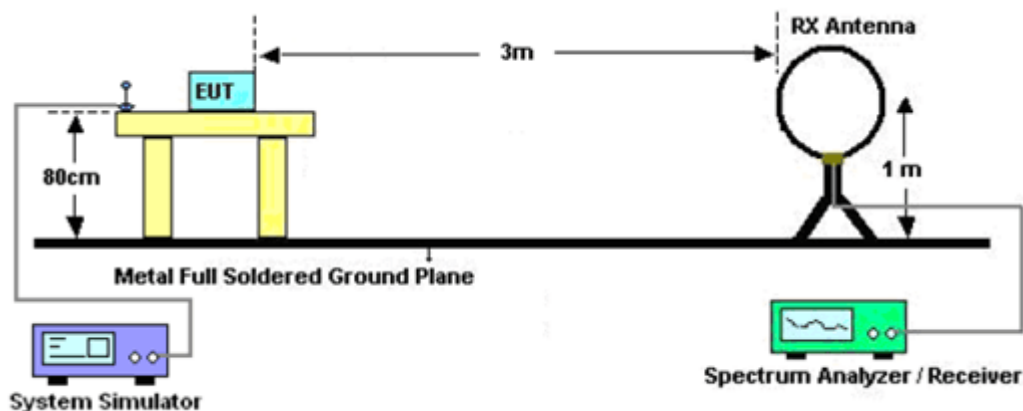 RX Antenna
3m
EUT
80cm
1 m
Metal Full Soldered Ground Plane
System Simulator
Spectrum Analyzer / Receiver